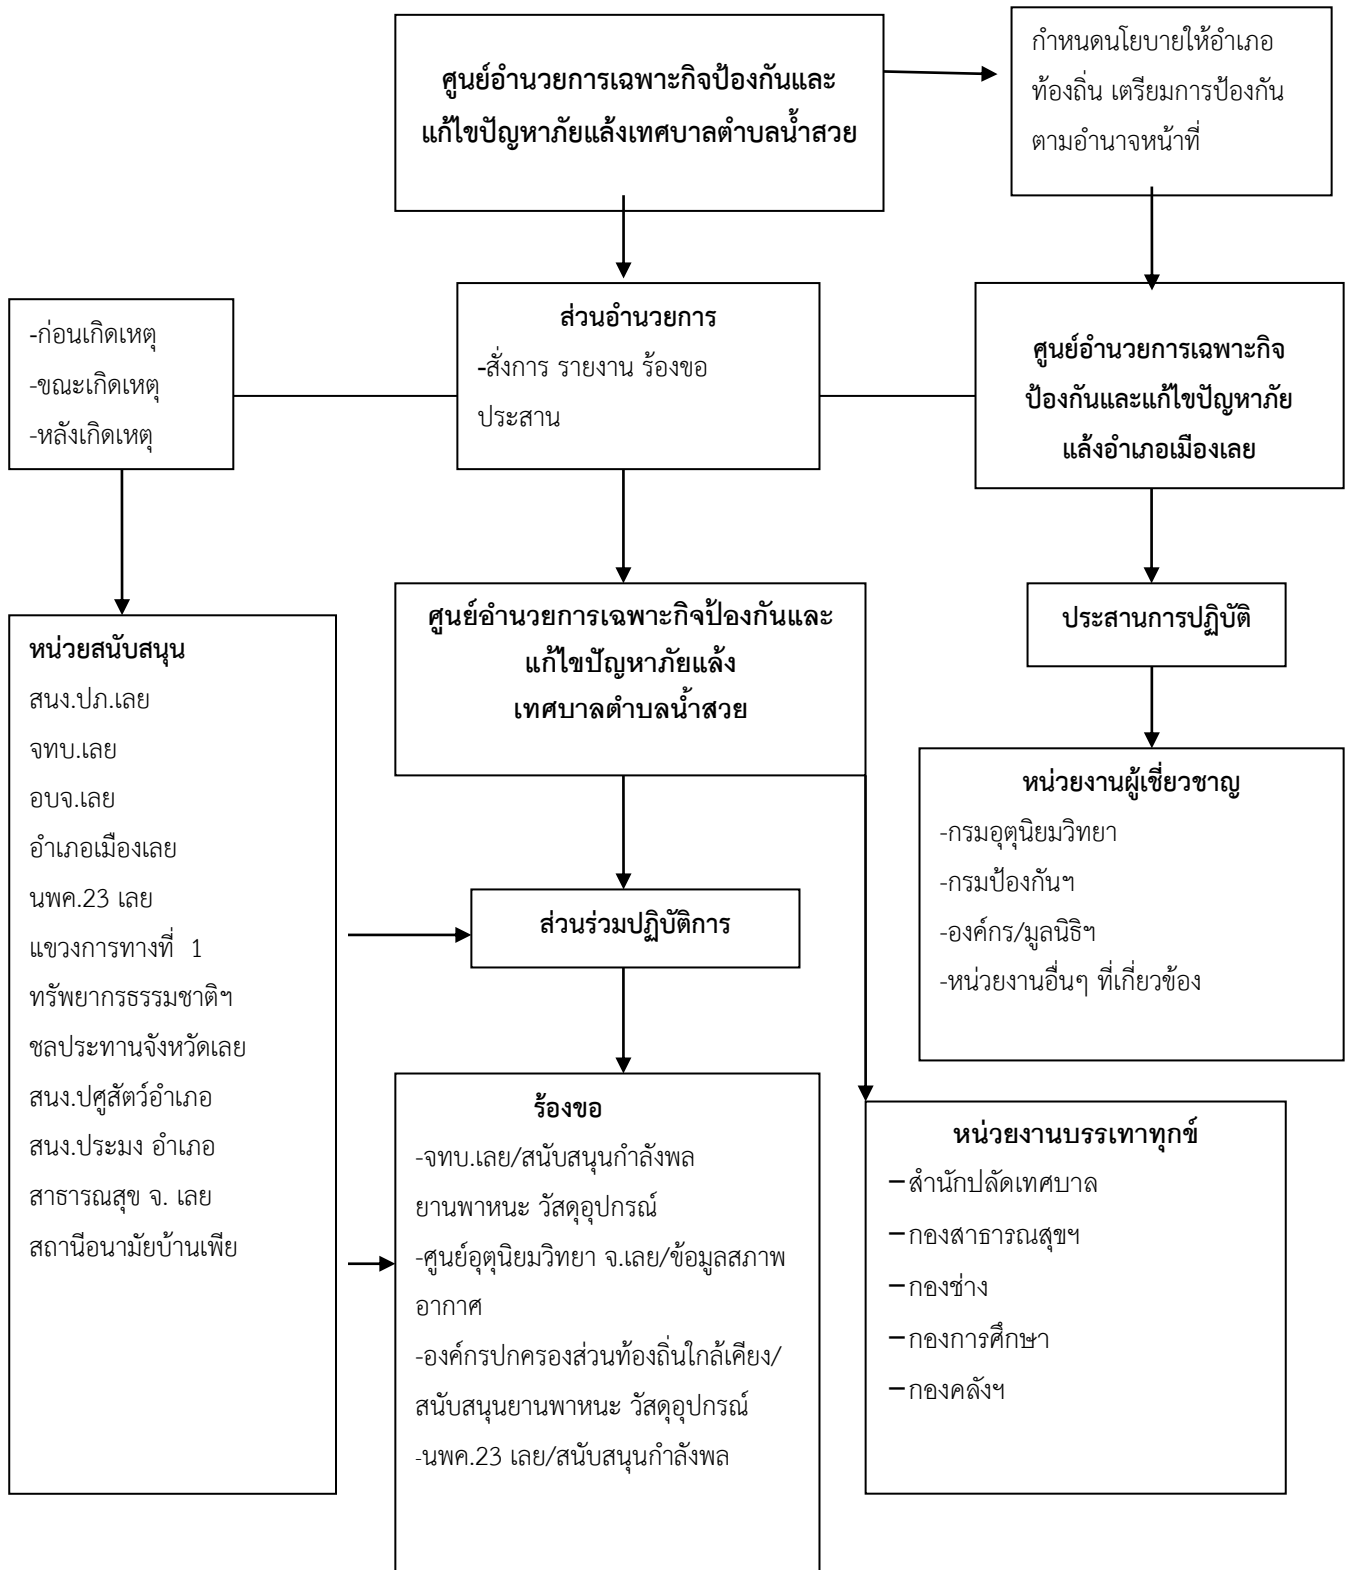 ศูนย์อำนวยการเฉพาะกิจป้องกันและ
แก้ไขปัญหาภัยแล้งเทศบาลตำบลน้ำสวย
กำหนดนโยบายให้อำเภอ
ท้องถิ่น เตรียมการป้องกัน
ตามอำนาจหน้าที่
-ก่อนเกิดเหตุ
-ขณะเกิดเหตุ
-หลังเกิดเหตุ
ส่วนอำนวยการ
-สั่งการ รายงาน ร้องขอ
ประสาน
ศูนย์อำนวยการเฉพาะกิจ
ป้องกันและแก้ไขปัญหาภัย
แล้งอำเภอเมืองเลย
หน่วยสนับสนุน
สนง.ปภ.เลย
จทบ.เลย
อบจ.เลย
อำเภอเมืองเลย
นพค.23 เลย
แขวงการทางที่ 1
ทรัพยากรธรรมชาติฯ
ชลประทานจังหวัดเลย
สนง.ปศูสัตว์อำเภอ
สนง.ประมง อำเภอ
สาธารณสุข จ. เลย
สถานีอนามัยบ้านเพีย
ศูนย์อำนวยการเฉพาะกิจป้องกันและ
แก้ไขปัญหาภัยแล้ง
เทศบาลตำบลน้ำสวย
ประสานการปฏิบัติ
หน่วยงานผู้เชี่ยวชาญ
-กรมอุตุนิยมวิทยา
-กรมป้องกันฯ
-องค์กร/มูลนิธิฯ
-หน่วยงานอื่นๆ ที่เกี่ยวข้อง
ส่วนร่วมปฏิบัติการ
ร้องขอ
-จทบ.เลย/สนับสนุนกำลังพล
ยานพาหนะ วัสดุอุปกรณ์
-ศูนย์อุตุนิยมวิทยา จ.เลย/ข้อมูลสภาพ
อากาศ
-องค์กรปกครองส่วนท้องถิ่นใกล้เคียง/
สนับสนุนยานพาหนะ วัสดุอุปกรณ์
-นพค.23 เลย/สนับสนุนกำลังพล
หน่วยงานบรรเทาทุกข์
–สำนักปลัดเทศบาล
–กองสาธารณสุขฯ
–กองช่าง
–กองการศึกษา
–กองคลังฯ